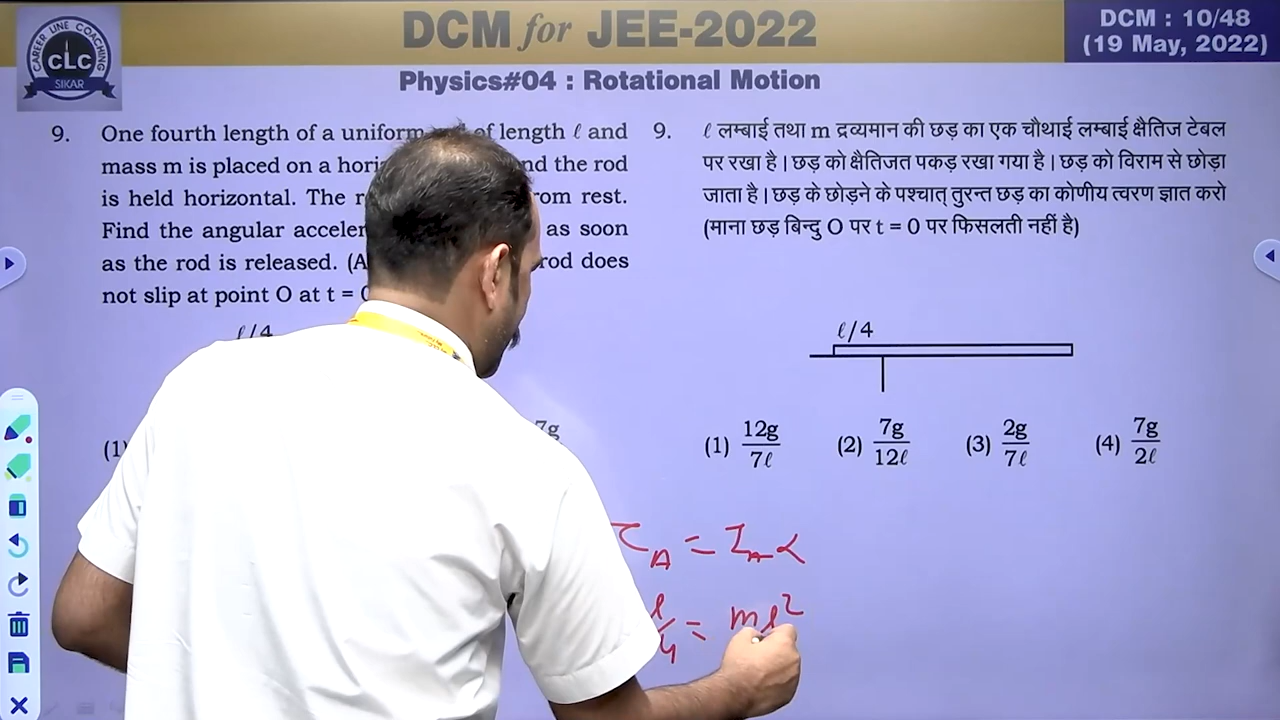 CAREER LINE COACHING
CLC
SIKAR
DCM for JEE-2022
DCM : 10/48
(19 May, 2022)
Physics#04 : Rotational Motion
9. One fourth length of a uniform of length ℓ and
mass m is placed on a nd the rod
is held horizontal. The om rest.
Find the angular as soon
as the rod is released. rod does
not slip at point O at t =
ℓ/4
(1)
7g
9. ℓ लम्बाई तथा m द्रव्यमान की छड़ का एक चौथाई लम्बाई क्षैतिज टेबल
पर रखा है। छड़ को क्षैतिजत पकड़ रखा गया है। छड़ को विराम से छोड़ा
जाता है। छड़ के छोड़ने के पश्चात् तुरन्त छड़ का कोणीय त्वरण ज्ञात करो
(माना छड़ बिन्दु O पर t = 0 पर फिसलती नहीं है)
ℓ/4
(1) 12g/7ℓ (2) 7g/12ℓ (3) 2g/7ℓ (4) 7g/2ℓ
τ_A = I_A α
ℓ/4 = mℓ²